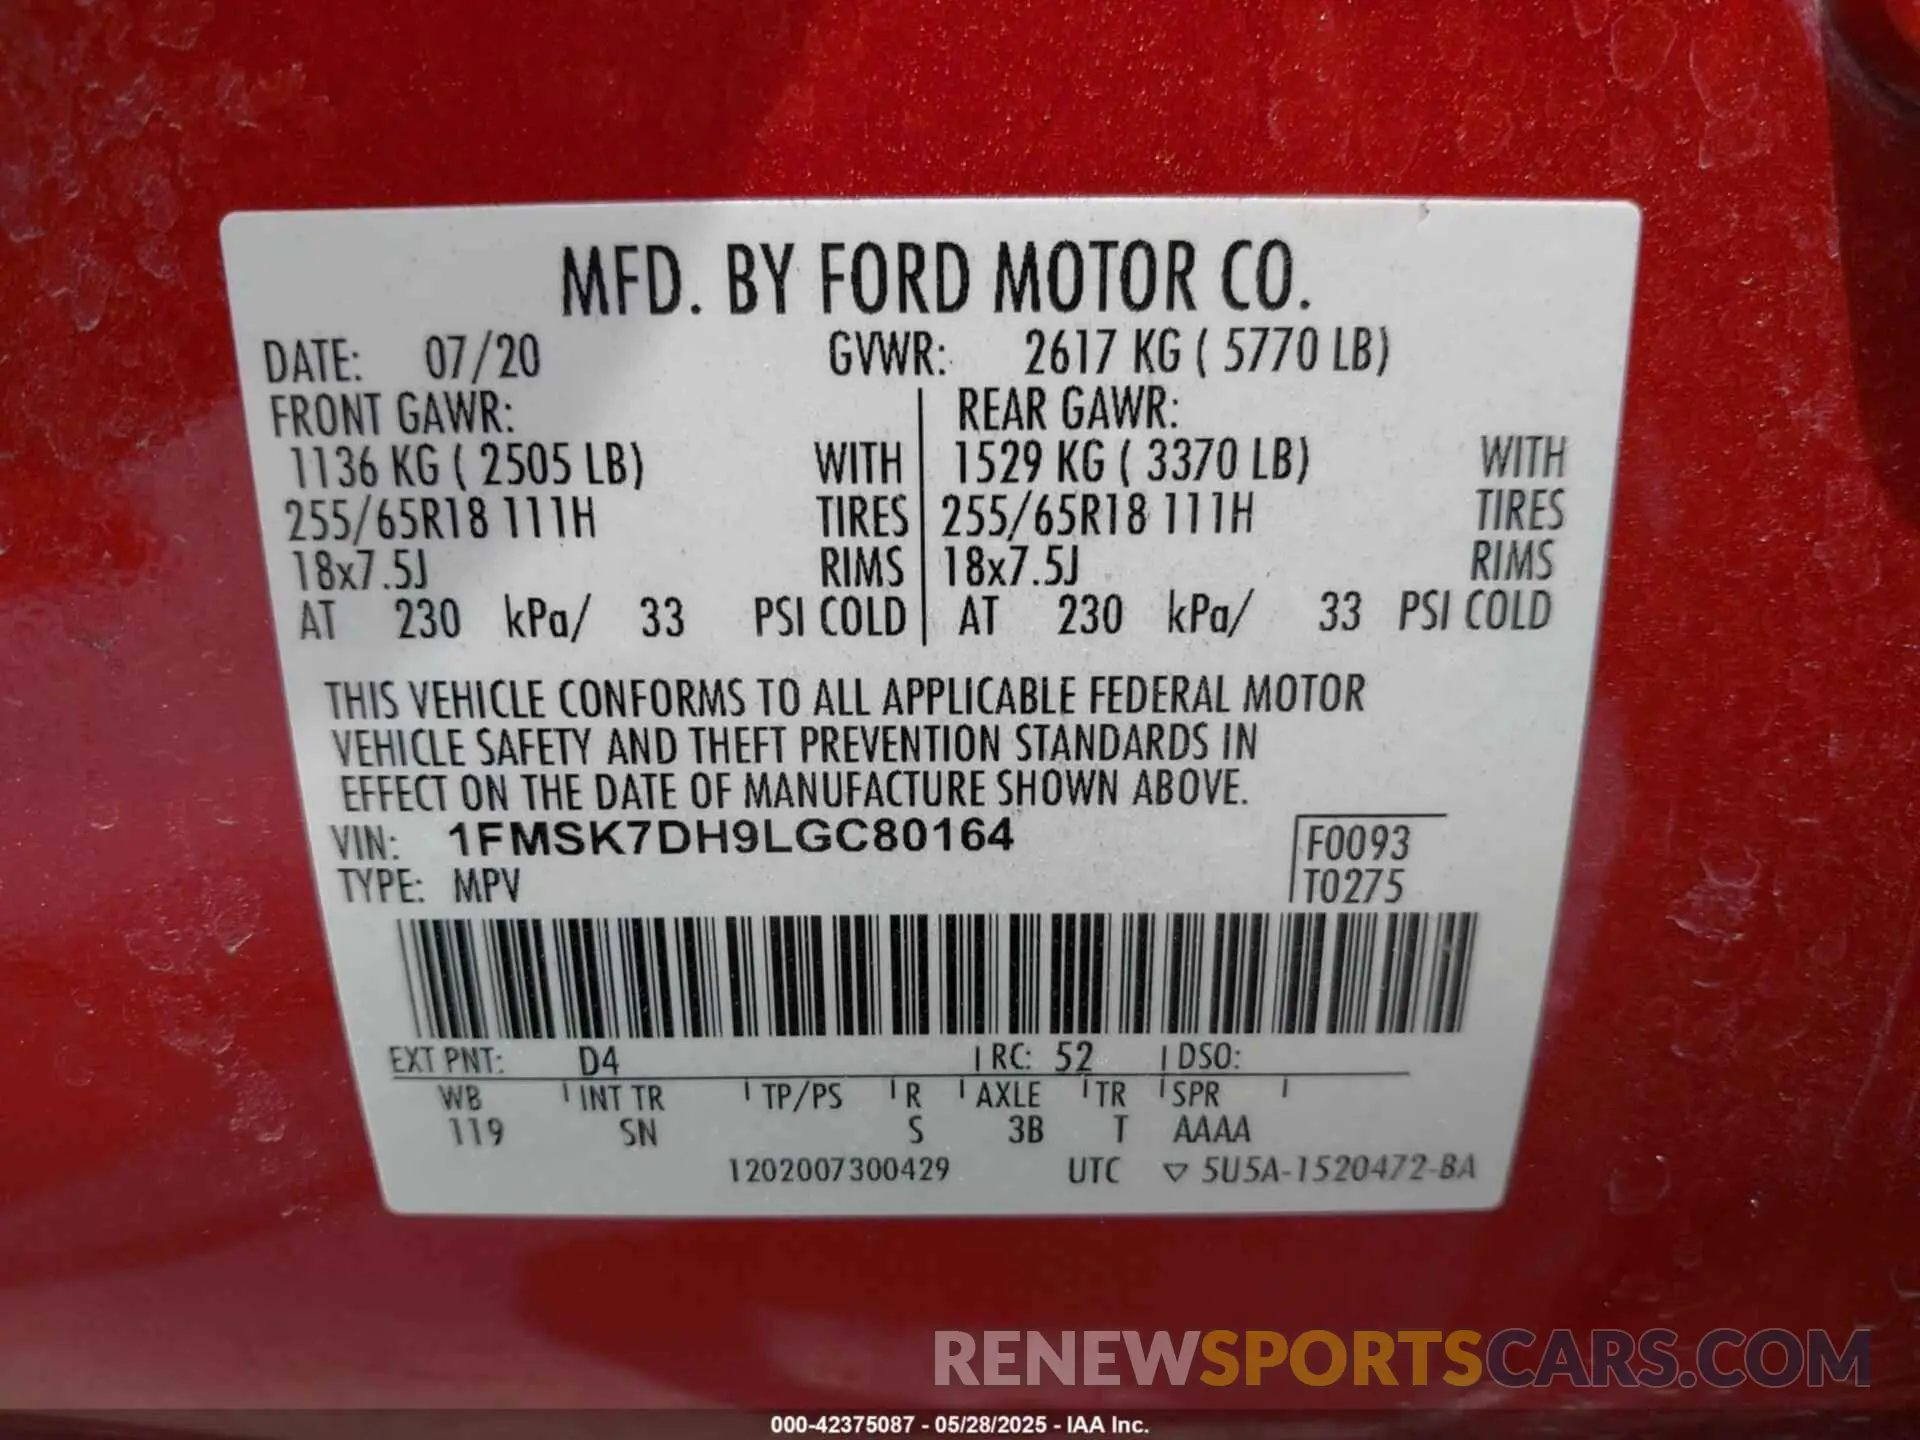 MFD. BY FORD MOTOR CO.
DATE: 07/20 GVWR: 2617 KG ( 5770 LB)
FRONT GAWR: REAR GAWR:
1136 KG ( 2505 LB) WITH 1529 KG ( 3370 LB) WITH
255/65R18 111H TIRES 255/65R18 111H TIRES
18x7.5J RIMS 18x7.5J RIMS
AT 230 kPa/ 33 PSI COLD AT 230 kPa/ 33 PSI COLD
THIS VEHICLE CONFORMS TO ALL APPLICABLE FEDERAL MOTOR
VEHICLE SAFETY AND THEFT PREVENTION STANDARDS IN
EFFECT ON THE DATE OF MANUFACTURE SHOWN ABOVE.
VIN: 1FMSK7DH9LGC80164 F0093
TYPE: MPV T0275
EXT PNT: D4 RC: 52 DSO:
WB INT TR TP/PS R AXLE TR SPR
119 SN S 3B T AAAA
1202007300429 UTC ▽ 5U5A-1520472-BA
RENEWSPORTSCARS.COM
000-42375087 - 05/28/2025 - IAA Inc.